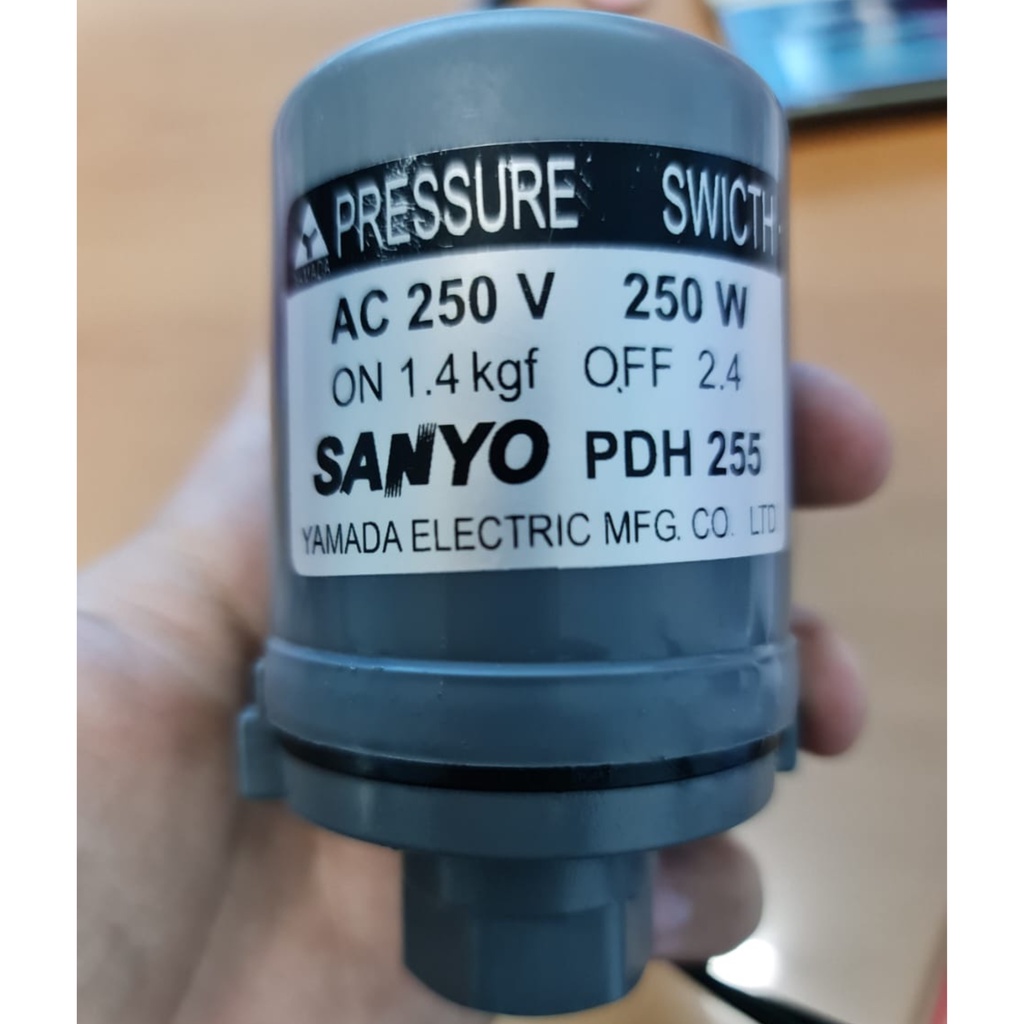 PRESSURE SWICTH
YAMADA
AC 250 V 250 W
ON 1.4 kgf OFF 2.4
SANYO PDH 255
YAMADA ELECTRIC MFG. CO. LTD